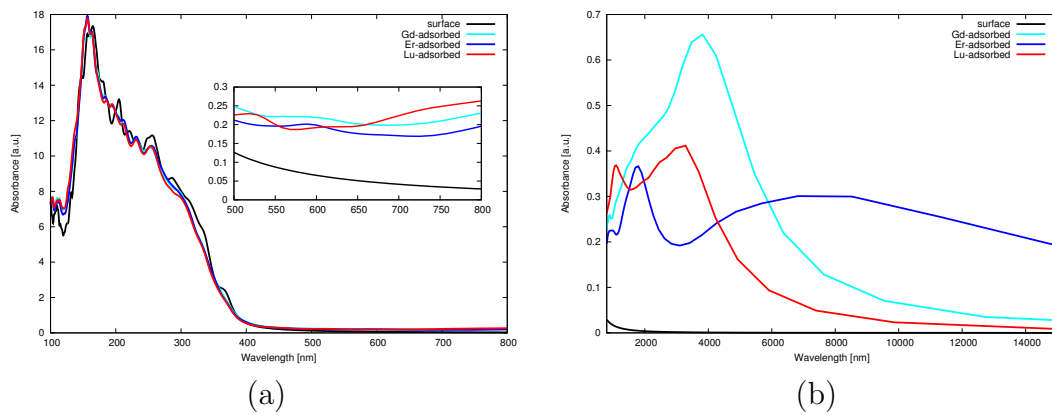 18
16
14
12
10
8
6
4
2
0
Absorbance [a.u.]
surface
Gd-adsorbed
Er-adsorbed
Lu-adsorbed
0.3
0.25
0.2
0.15
0.1
0.05
0
500 550 600 650 700 750 800
100 200 300 400 500 600 700 800
Wavelength [nm]
(a)
0.7
0.6
0.5
0.4
0.3
0.2
0.1
0
Absorbance [a.u.]
surface
Gd-adsorbed
Er-adsorbed
Lu-adsorbed
2000 4000 6000 8000 10000 12000 14000
Wavelength [nm]
(b)